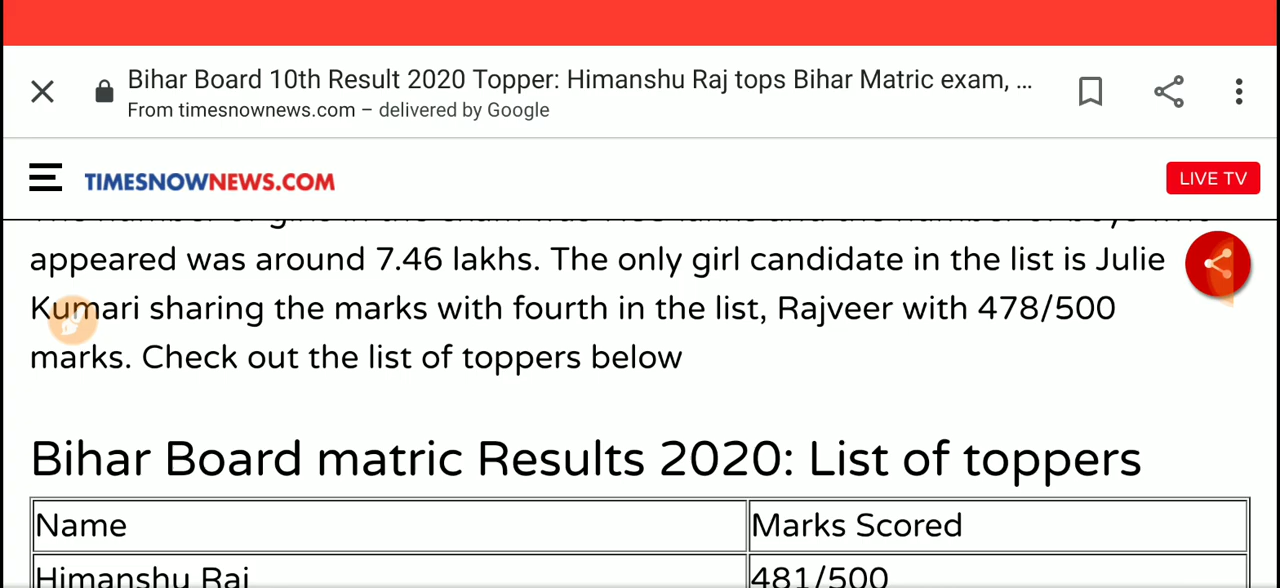 Bihar Board 10th Result 2020 Topper: Himanshu Raj tops Bihar Matric exam, ...
From timesnownews.com – delivered by Google
TIMESNOWNEWS.COM
LIVE TV
appeared was around 7.46 lakhs. The only girl candidate in the list is Julie
Kumari sharing the marks with fourth in the list, Rajveer with 478/500
marks. Check out the list of toppers below
Bihar Board matric Results 2020: List of toppers
Name
Marks Scored
Himanshu Raj
481/500